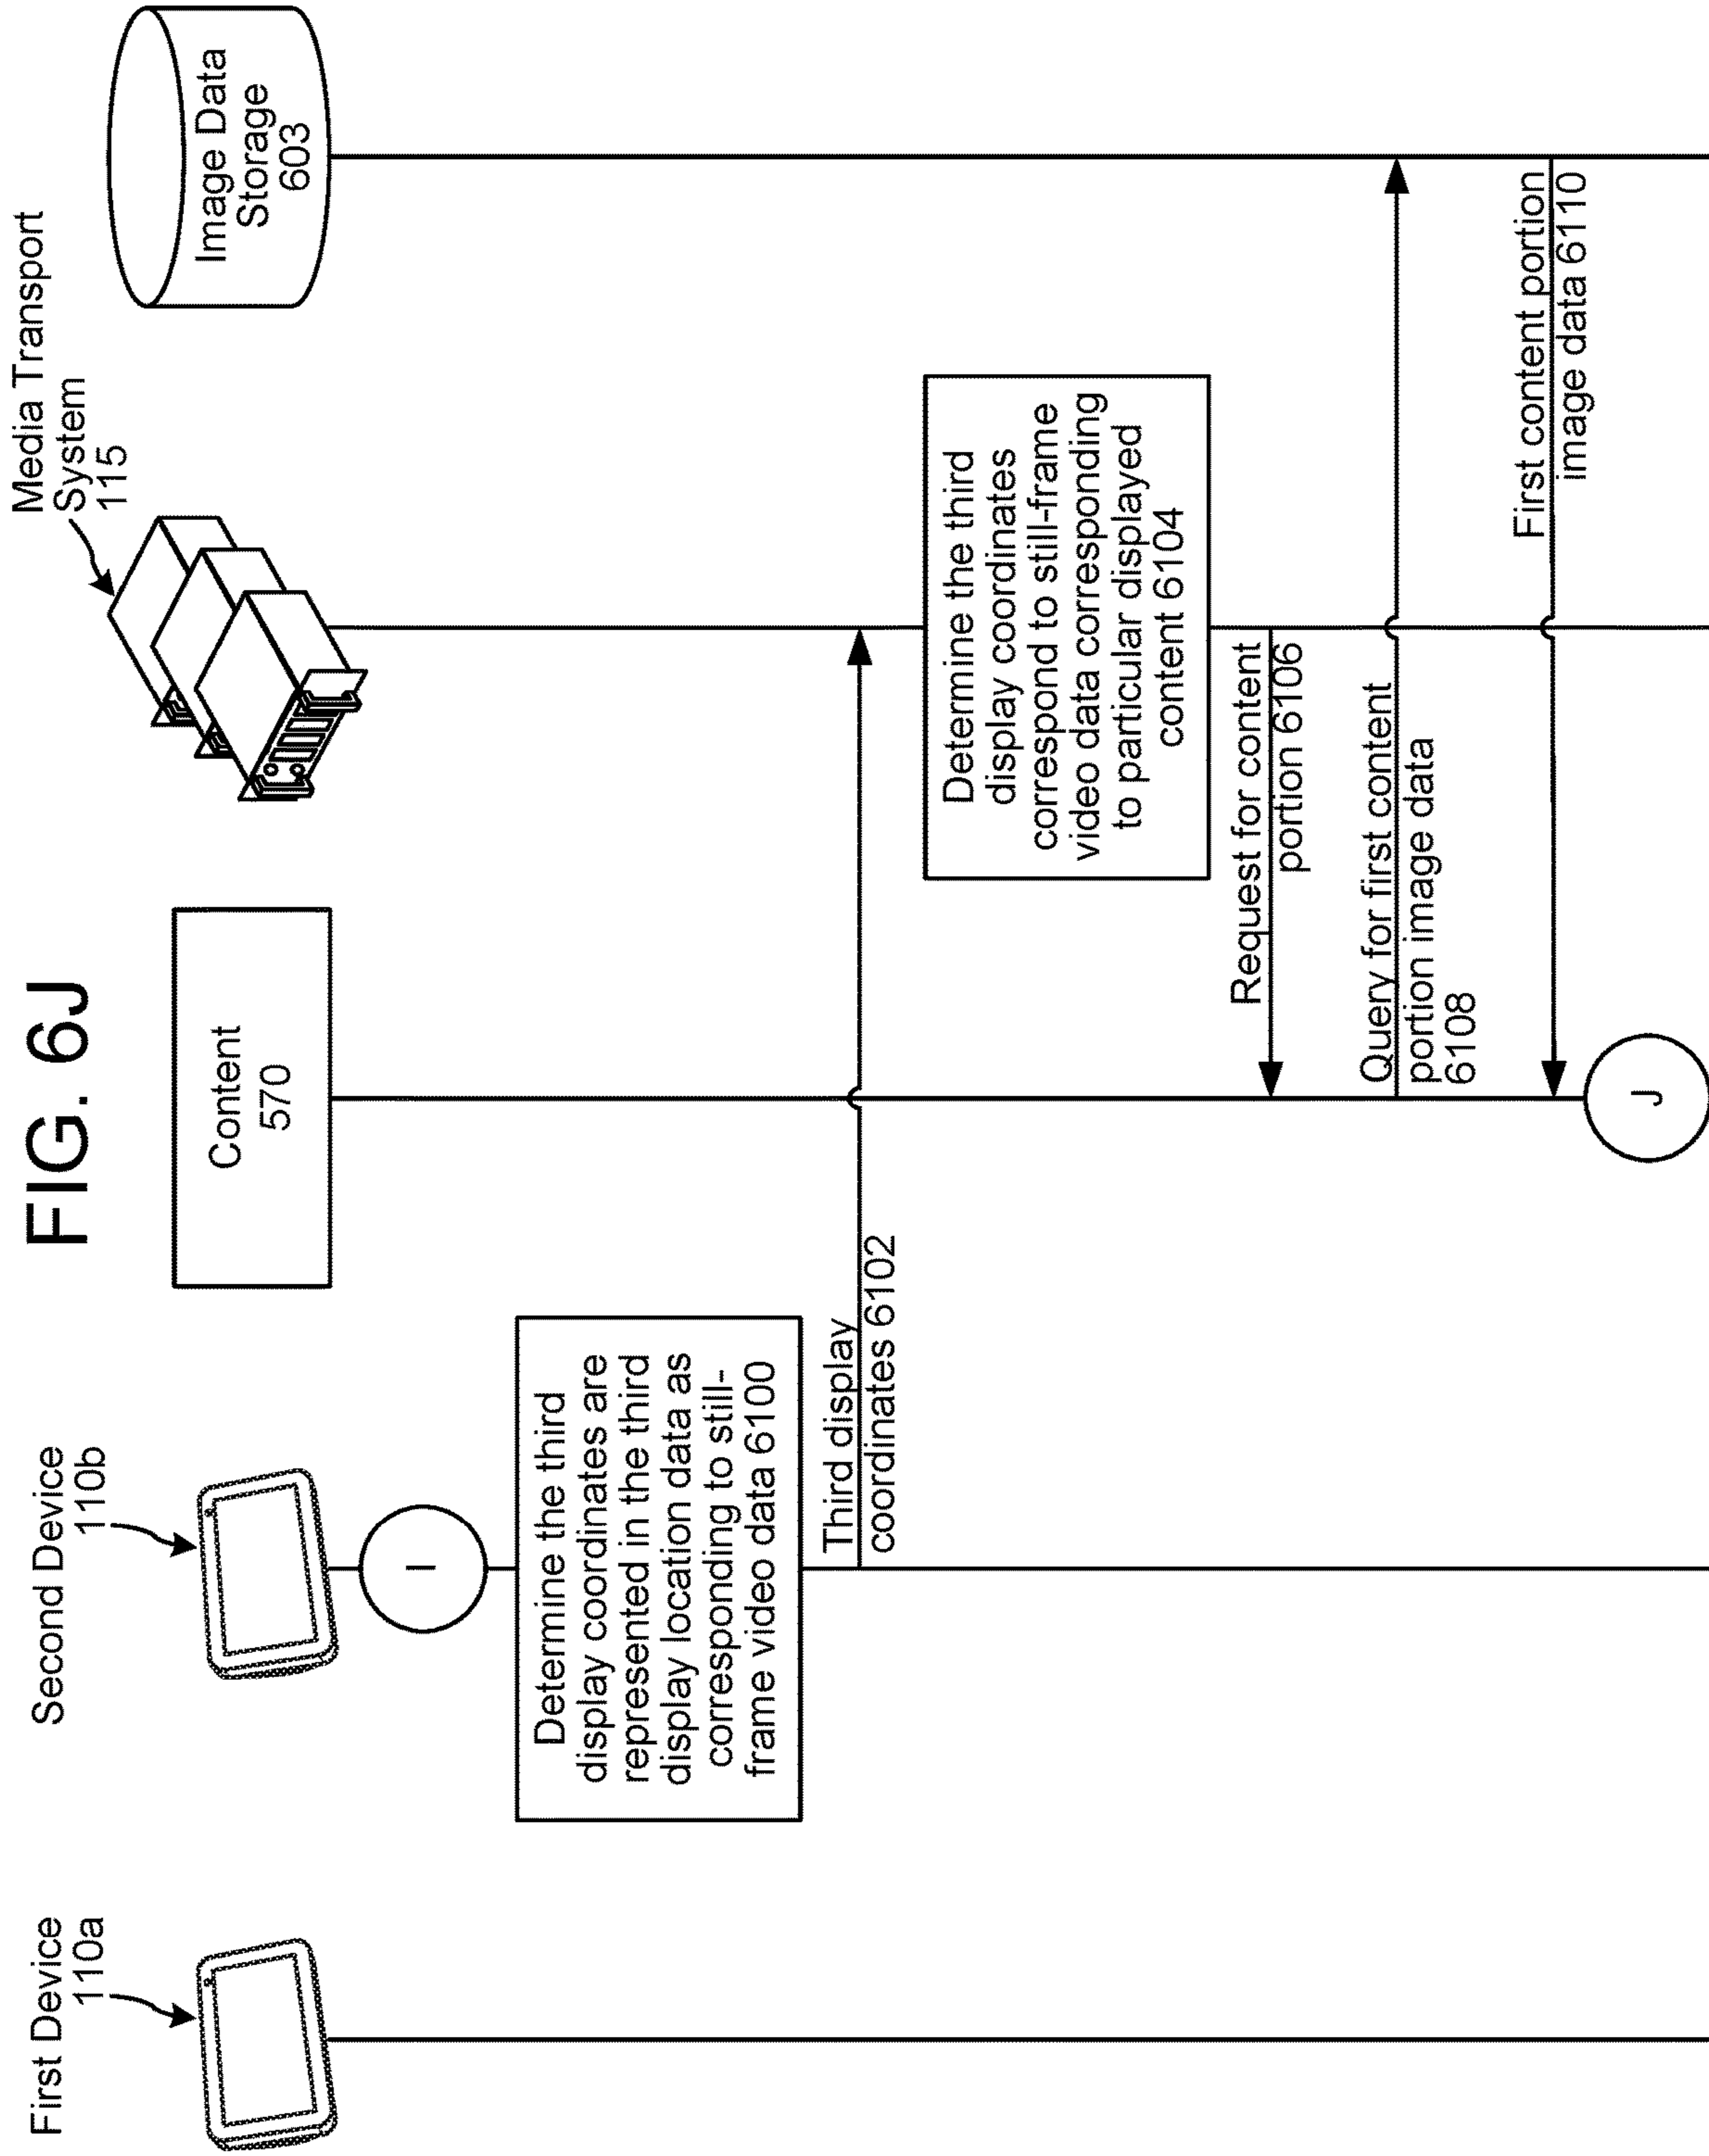 FIG. 6J
First Device
110a
Second Device
110b
Content
570
Media Transport
System
115
Image Data
Storage
603
I
Determine the third
display coordinates are
represented in the third
display location data as
corresponding to still-
frame video data 6100
Third display
coordinates 6102
Determine the third
display coordinates
correspond to still-frame
video data corresponding
to particular displayed
content 6104
Request for content
portion 6106
Query for first content
portion image data
6108
First content portion
image data 6110
J